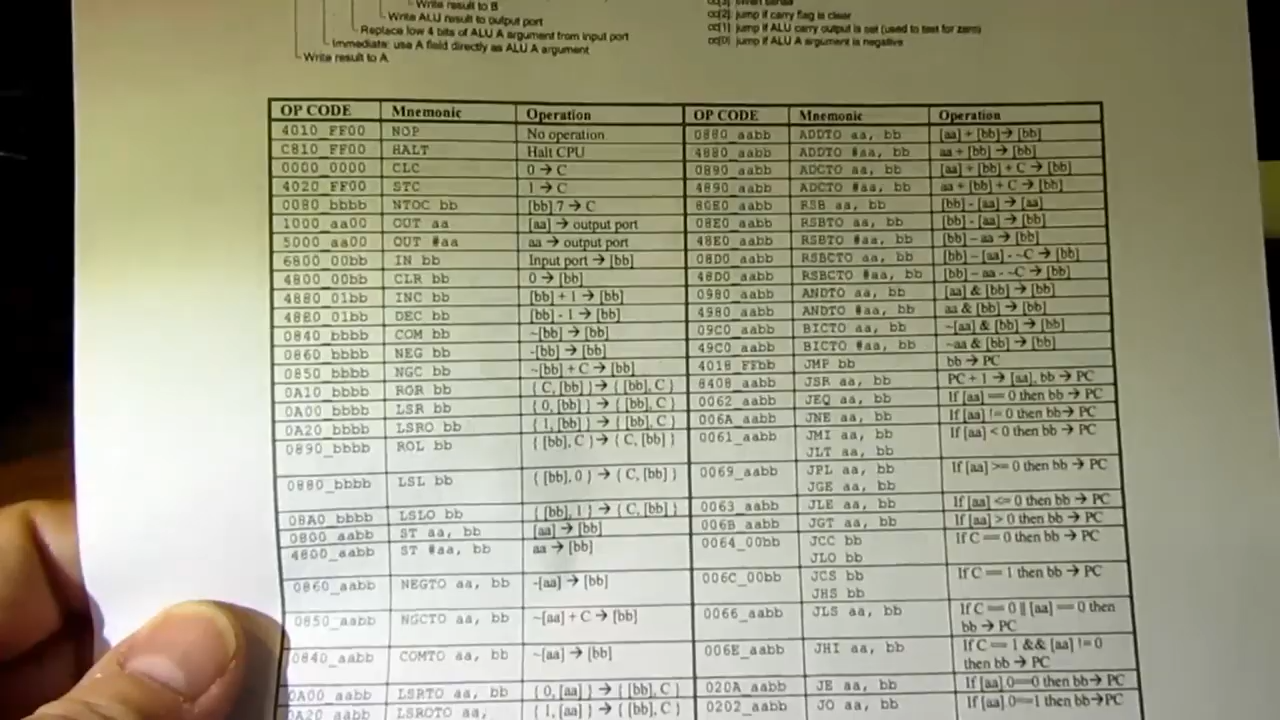 Write result to B
Write ALU result to output port
Replace low 4 bits of ALU A argument from input port
Immediate: use A field directly as ALU A argument
Write result to A
cc[2] jump if carry flag is clear
cc[1] jump if ALU carry output is set (used to test for zero)
cc[0] jump if ALU A argument is negative
OP CODE Mnemonic Operation OP CODE Mnemonic Operation
4010_FF00 NOP No operation 0880_aabb ADDTO aa, bb [aa] + [bb]→ [bb]
C810_FF00 HALT Halt CPU 4880_aabb ADDTO #aa, bb aa + [bb] → [bb]
0000_0000 CLC 0 → C 0890_aabb ADCTO aa, bb [aa] + [bb] + C → [bb]
4020_FF00 STC 1 → C 4890_aabb ADCTO #aa, bb aa + [bb] + C → [bb]
0080_bbbb NTOC bb [bb].7 → C 80E0_aabb RSB aa, bb [bb] - [aa] → [aa]
1000_aa00 OUT aa [aa] → output port 08E0_aabb RSBTO aa, bb [bb] - [aa] → [bb]
5000_aa00 OUT #aa aa → output port 48E0_aabb RSBTO #aa, bb [bb] – aa → [bb]
6800_00bb IN bb Input port → [bb] 08D0_aabb RSBCTO aa, bb [bb] – [aa] - ~C → [bb]
4800_00bb CLR bb 0 → [bb] 48D0_aabb RSBCTO #aa, bb [bb] – aa - ~C → [bb]
4880_01bb INC bb [bb] + 1 → [bb] 0980_aabb ANDTO aa, bb [aa] & [bb] → [bb]
48E0_01bb DEC bb [bb] - 1 → [bb] 4980_aabb ANDTO #aa, bb aa & [bb] → [bb]
0840_bbbb COM bb ~[bb] → [bb] 09C0_aabb BICTO aa, bb ~[aa] & [bb] → [bb]
0860_bbbb NEG bb -[bb] → [bb] 49C0_aabb BICTO #aa, bb ~aa & [bb] → [bb]
0850_bbbb NGC bb ~[bb] + C → [bb] 4018_FFbb JMP bb bb → PC
0A10_bbbb ROR bb { C, [bb] } → { [bb], C } 8408_aabb JSR aa, bb PC + 1 → [aa], bb → PC
0A00_bbbb LSR bb { 0, [bb] } → { [bb], C } 0062_aabb JEQ aa, bb If [aa] == 0 then bb → PC
0A20_bbbb LSRO bb { 1, [bb] } → { [bb], C } 006A_aabb JNE aa, bb If [aa] != 0 then bb → PC
0890_bbbb ROL bb { [bb], C } → { C, [bb] } 0061_aabb JMI aa, bb If [aa] < 0 then bb → PC
JLT aa, bb
0880_bbbb LSL bb { [bb], 0 } → { C, [bb] } 0069_aabb JPL aa, bb If [aa] >= 0 then bb → PC
JGE aa, bb
08A0_bbbb LSLO bb { [bb], 1 } → { C, [bb] } 0063_aabb JLE aa, bb If [aa] <= 0 then bb → PC
0800_aabb ST aa, bb [aa] → [bb] 006B_aabb JGT aa, bb If [aa] > 0 then bb → PC
4800_aabb ST #aa, bb aa → [bb] 0064_00bb JCC bb If C == 0 then bb → PC
JLO bb
0860_aabb NEGTO aa, bb -[aa] → [bb] 006C_00bb JCS bb If C == 1 then bb → PC
JHS bb
0850_aabb NGCTO aa, bb ~[aa] + C → [bb] 0066_aabb JLS aa, bb If C == 0 || [aa] == 0 then
bb → PC
0840_aabb COMTO aa, bb ~[aa] → [bb] 006E_aabb JHI aa, bb If C == 1 && [aa] != 0
then bb → PC
0A00_aabb LSRTO aa, bb { 0, [aa] } → { [bb], C } 020A_aabb JE aa, bb If [aa].0==0 then bb→ PC
0A20_aabb LSROTO aa, { 1, [aa] } → { [bb], C } 0202_aabb JO aa, bb If [aa].0==1 then bb → PC